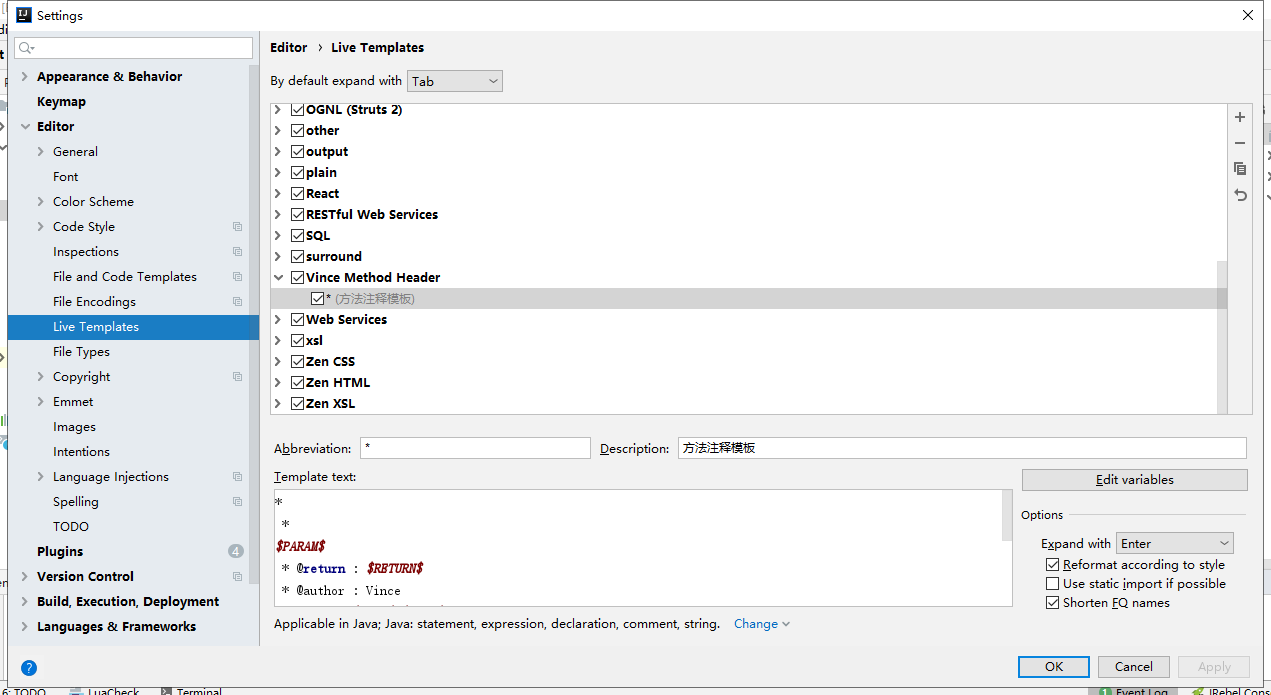 Settings
Editor › Live Templates
Appearance & Behavior
Keymap
Editor
General
Font
Color Scheme
Code Style
Inspections
File and Code Templates
File Encodings
Live Templates
File Types
Copyright
Emmet
Images
Intentions
Language Injections
Spelling
TODO
Plugins 4
Version Control
Build, Execution, Deployment
Languages & Frameworks
By default expand with Tab
OGNL (Struts 2)
other
output
plain
React
RESTful Web Services
SQL
surround
Vince Method Header
* (方法注释模板)
Web Services
xsl
Zen CSS
Zen HTML
Zen XSL
Abbreviation: * Description: 方法注释模板
Template text:
*
*
$PARAM$
* @return : $RETURN$
* @author : Vince
Edit variables
Options
Expand with Enter
Reformat according to style
Use static import if possible
Shorten FQ names
Applicable in Java; Java: statement, expression, declaration, comment, string. Change
? OK Cancel Apply
6: TODO LuaCheck Terminal 1 Event Log JRebel Cons